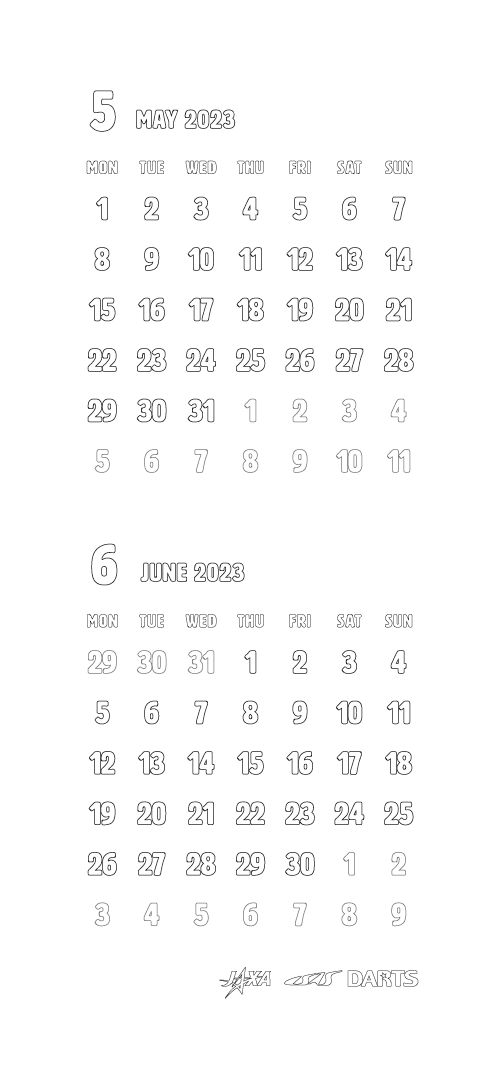 5 MAY 2023
MON TUE WED THU FRI SAT SUN
1 2 3 4 5 6 7
8 9 10 11 12 13 14
15 16 17 18 19 20 21
22 23 24 25 26 27 28
29 30 31 1 2 3 4
5 6 7 8 9 10 11
6 JUNE 2023
MON TUE WED THU FRI SAT SUN
29 30 31 1 2 3 4
5 6 7 8 9 10 11
12 13 14 15 16 17 18
19 20 21 22 23 24 25
26 27 28 29 30 1 2
3 4 5 6 7 8 9
JAXA DARTS